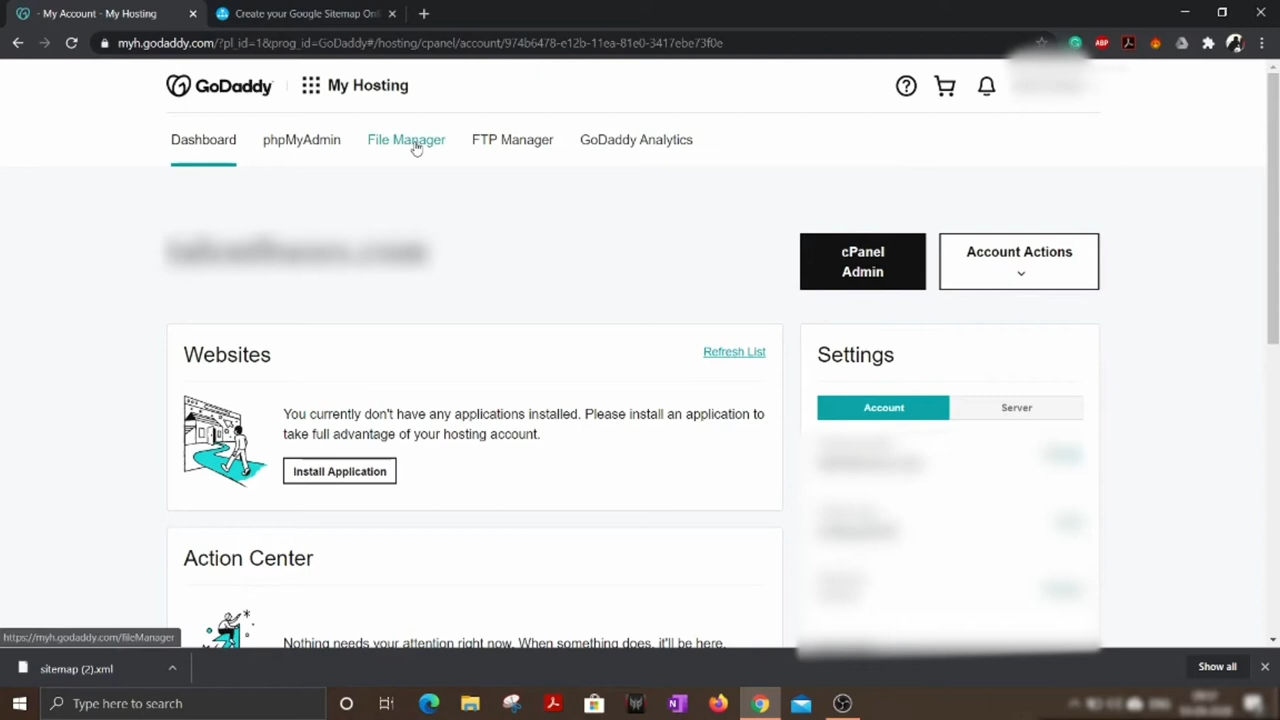 - My Account - My Hosting
Create your Google Sitemap Onl
myh.godaddy.com/?pl_id=1&prog_id=GoDaddy#/hosting/cpanel/account/974b6478-e12b-11ea-81e0-3417ebe73f0e
ABP
GoDaddy
My Hosting
Dashboard
phpMyAdmin
File Manager
FTP Manager
GoDaddy Analytics
cPanel
Admin
Account Actions
Websites
Refresh List
You currently don't have any applications installed. Please install an application to
take full advantage of your hosting account.
Install Application
Settings
Account
Server
Action Center
Nothing needs your attention right now. When something does, it'll be here.
https://myh.godaddy.com/fileManager
sitemap (2).xml
Show all
Type here to search